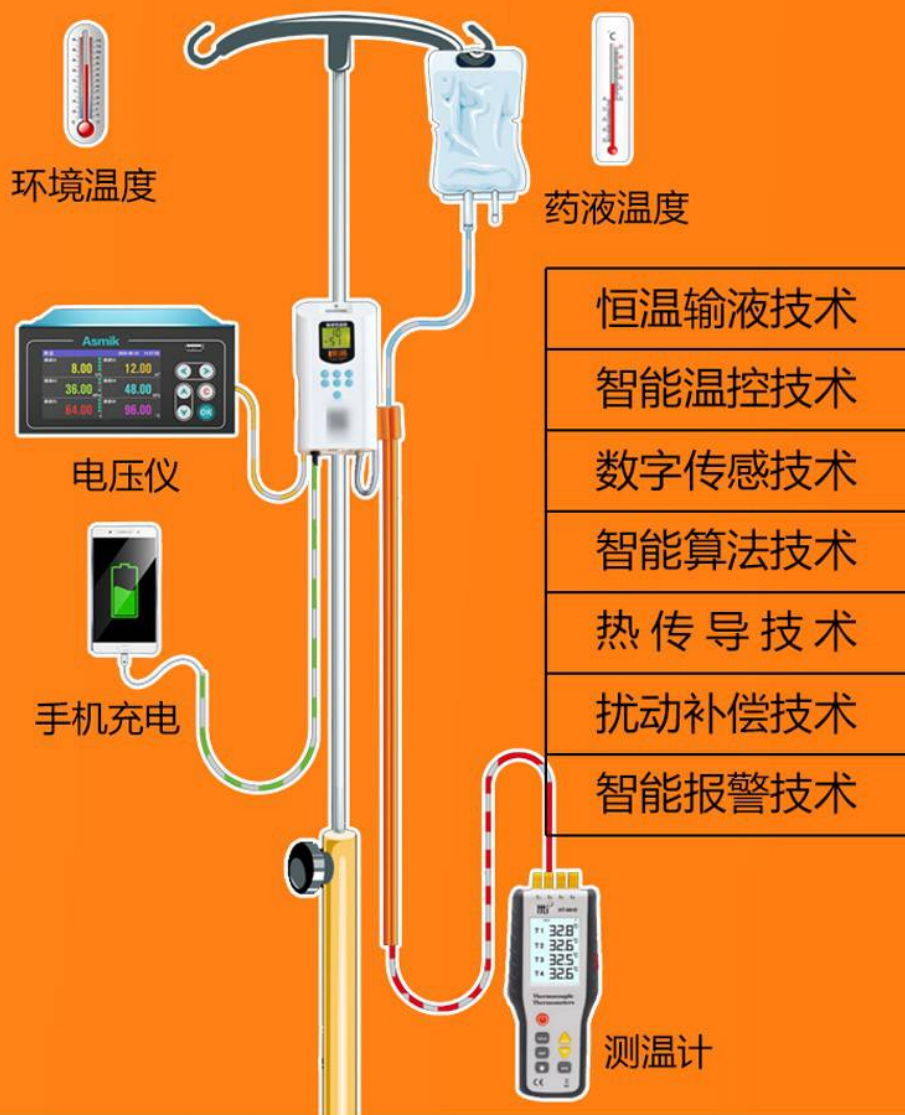 环境温度
药液温度
恒温输液技术
智能温控技术
数字传感技术
智能算法技术
热传导技术
扰动补偿技术
智能报警技术
Asmik
8.00
12.00
36.00
48.00
64.00
96.00
OK
电压仪
手机充电
T1 32.8℃
T2 32.6℃
T3 32.5℃
T4 32.6℃
Thermocouple
Thermometers
CE
测温计